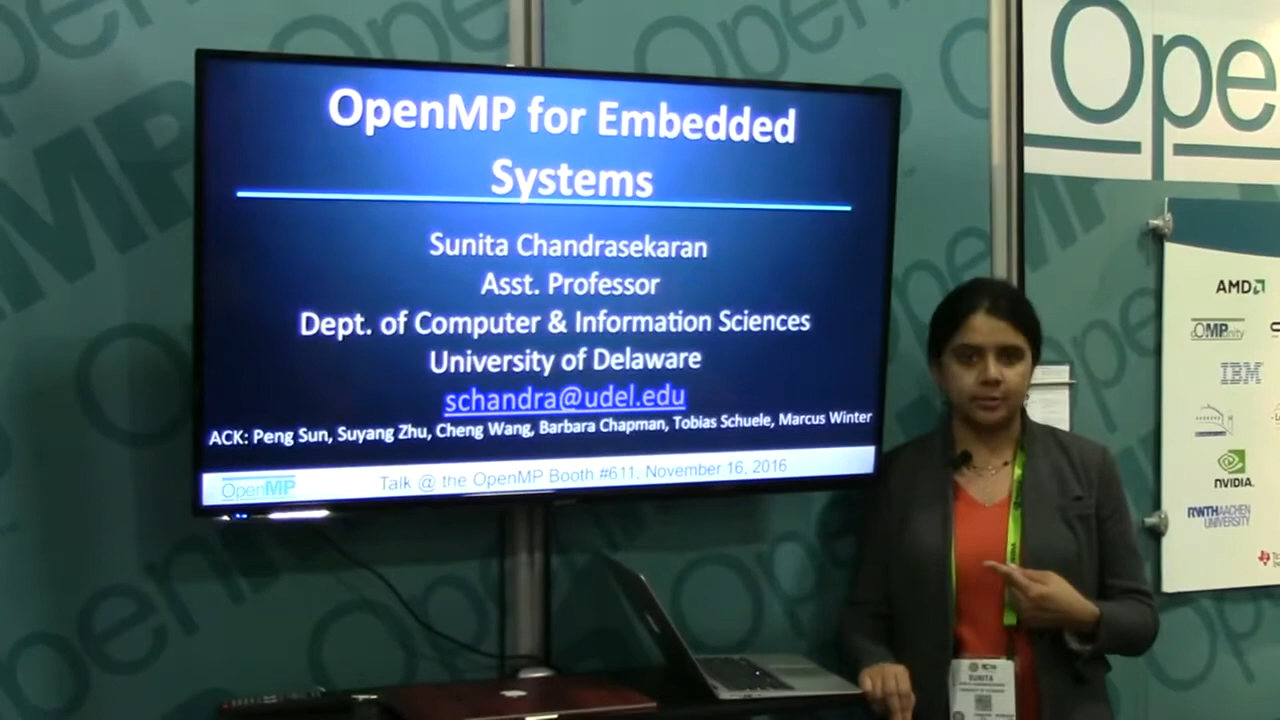 OpenMP for Embedded
Systems
Sunita Chandrasekaran
Asst. Professor
Dept. of Computer & Information Sciences
University of Delaware
schandra@udel.edu
ACK: Peng Sun, Suyang Zhu, Cheng Wang, Barbara Chapman, Tobias Schuele, Marcus Winter
OpenMP
Talk @ the OpenMP Booth #611, November 16, 2016
Ope
AMD
cOMPunity
IBM
NVIDIA.
RWTHAACHEN
UNIVERSITY
SUNITA